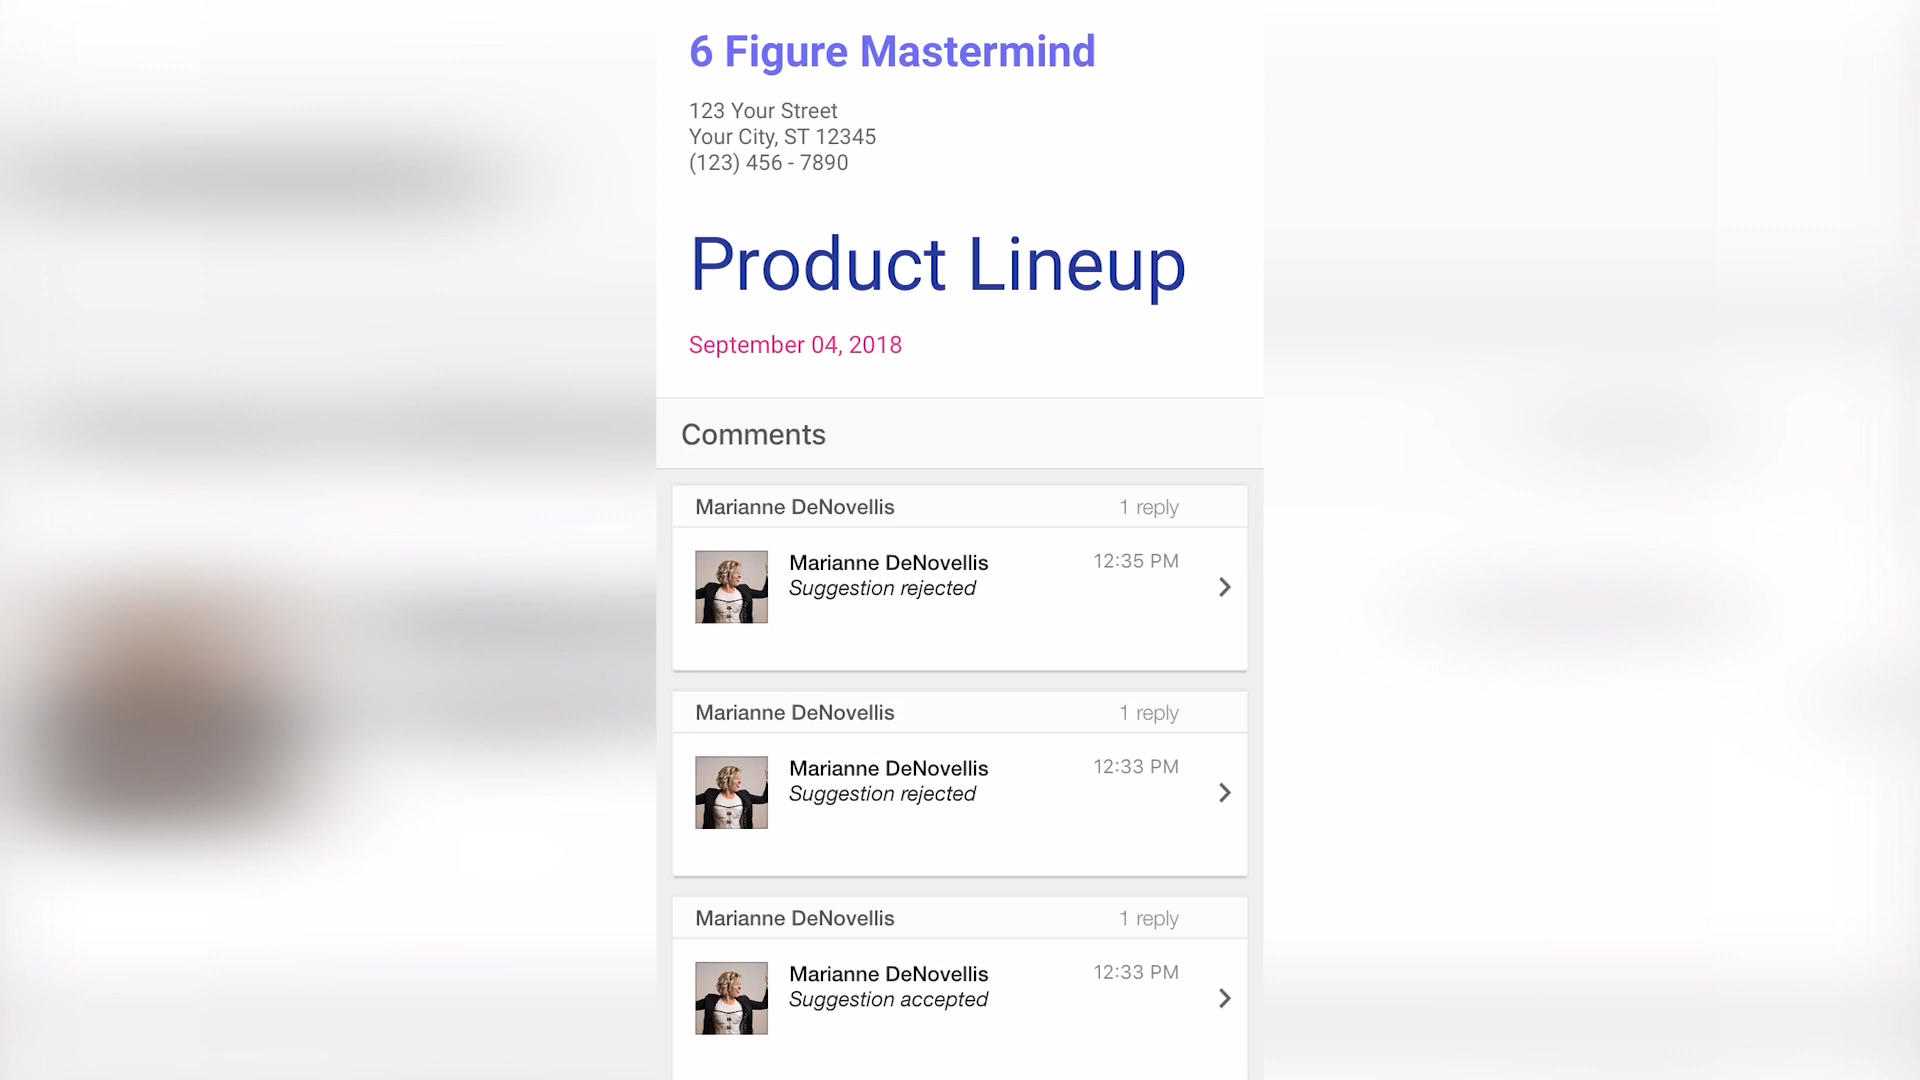 6 Figure Mastermind
123 Your Street
Your City, ST 12345
(123) 456 - 7890
Product Lineup
September 04, 2018
Comments
Marianne DeNovellis 1 reply
Marianne DeNovellis 12:35 PM
Suggestion rejected
Marianne DeNovellis 1 reply
Marianne DeNovellis 12:33 PM
Suggestion rejected
Marianne DeNovellis 1 reply
Marianne DeNovellis 12:33 PM
Suggestion accepted